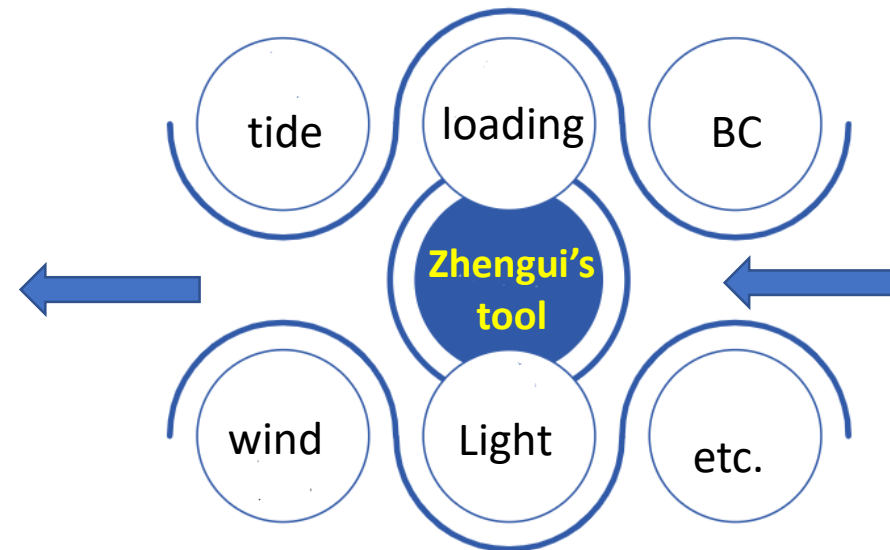 tide
loading
BC
Zhengui’s
tool
wind
Light
etc.